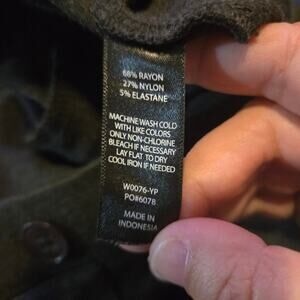 68% RAYON
27% NYLON
5% ELASTANE
MACHINE WASH COLD
WITH LIKE COLORS
ONLY NON-CHLORINE
BLEACH IF NECESSARY
LAY FLAT TO DRY
COOL IRON IF NEEDED
W0076-YP
PO#6078
MADE IN
INDONESIA